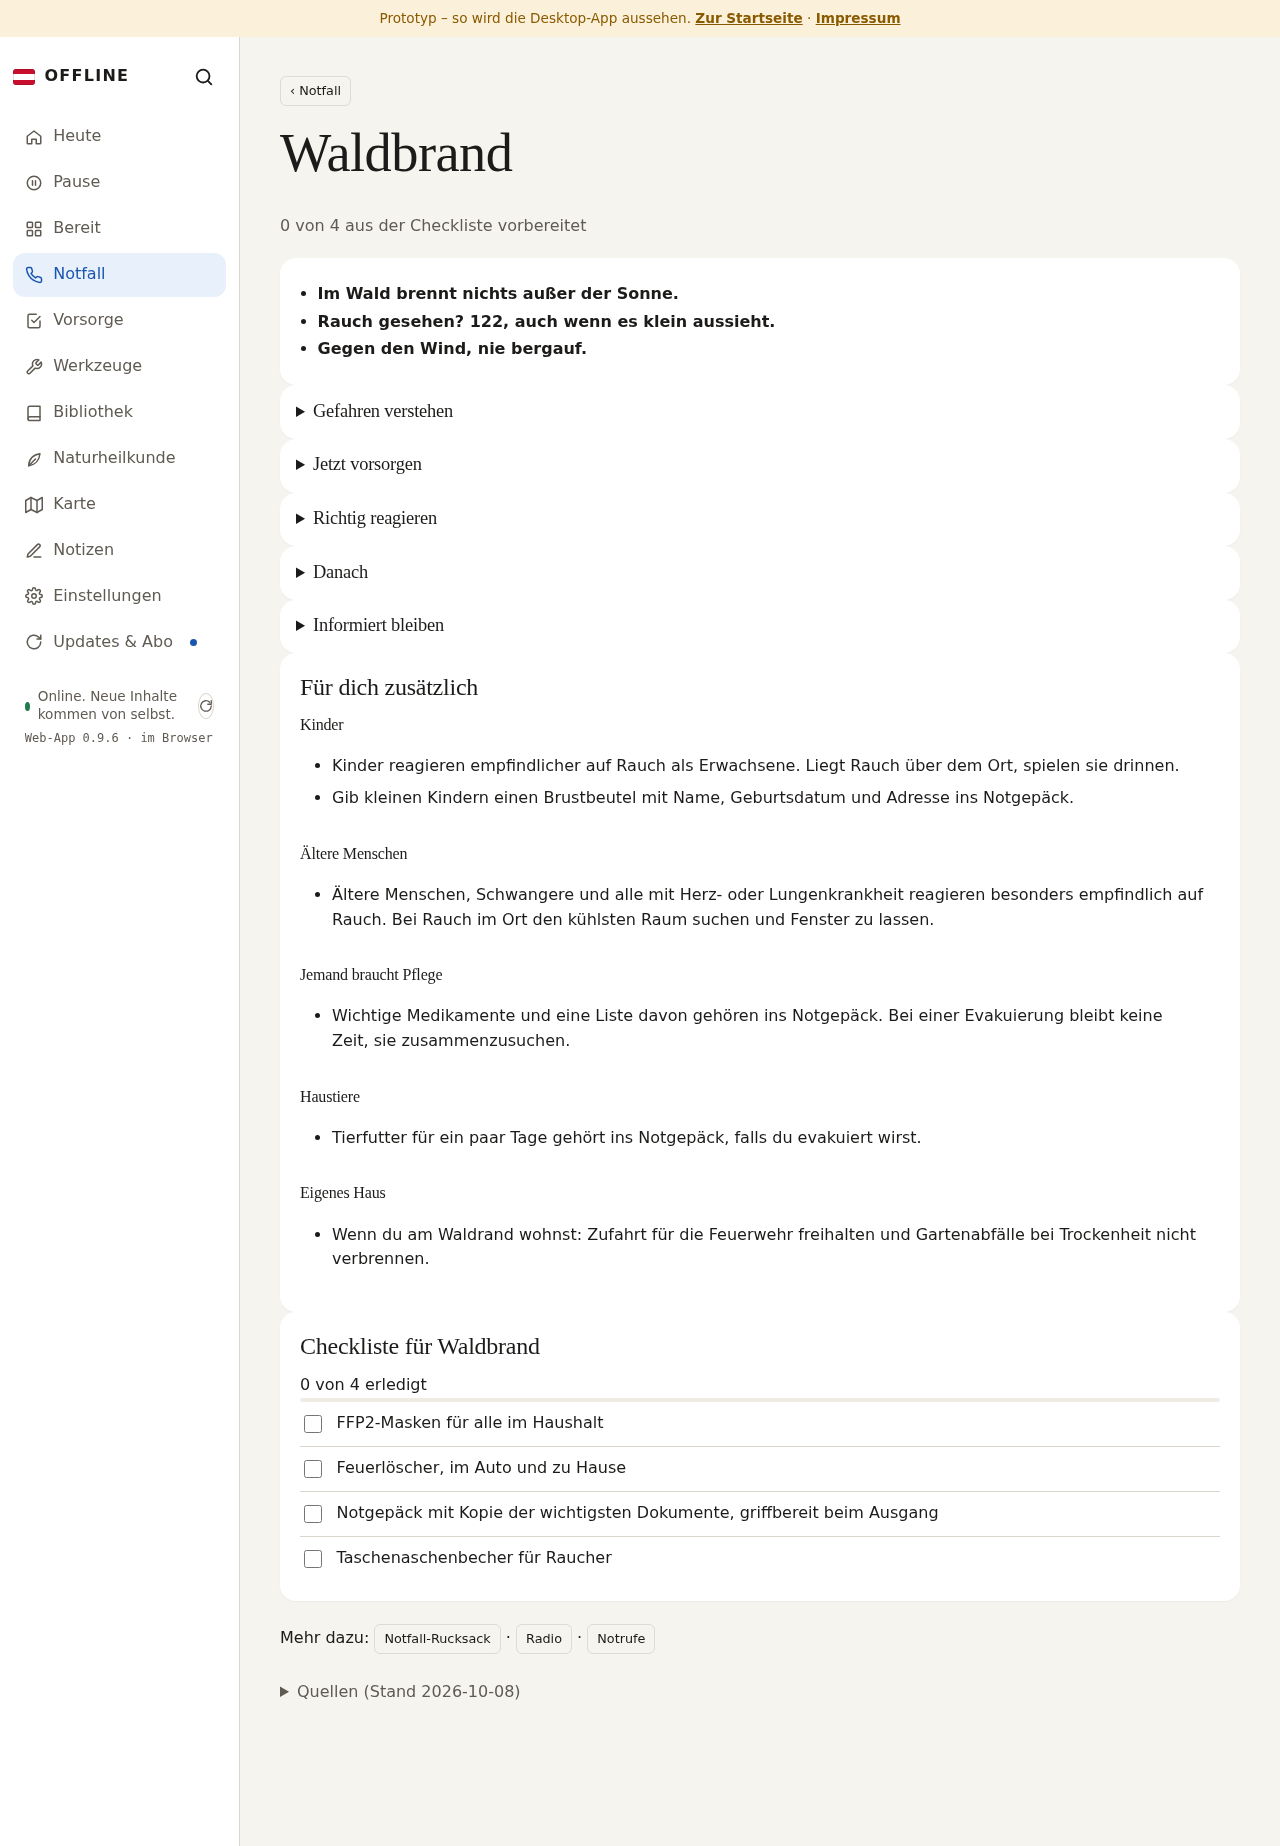 Prototyp – so wird die Desktop-App aussehen. Zur Startseite · Impressum
OFFLINE
Heute
Pause
Bereit
Notfall
Vorsorge
Werkzeuge
Bibliothek
Naturheilkunde
Karte
Notizen
Einstellungen
Updates & Abo
Online. Neue Inhalte
kommen von selbst.
Web-App 0.9.6 · im Browser
‹ Notfall
Waldbrand
0 von 4 aus der Checkliste vorbereitet
• Im Wald brennt nichts außer der Sonne.
• Rauch gesehen? 122, auch wenn es klein aussieht.
• Gegen den Wind, nie bergauf.
▶ Gefahren verstehen
▶ Jetzt vorsorgen
▶ Richtig reagieren
▶ Danach
▶ Informiert bleiben
Für dich zusätzlich
Kinder
• Kinder reagieren empfindlicher auf Rauch als Erwachsene. Liegt Rauch über dem Ort, spielen sie drinnen.
• Gib kleinen Kindern einen Brustbeutel mit Name, Geburtsdatum und Adresse ins Notgepäck.
Ältere Menschen
• Ältere Menschen, Schwangere und alle mit Herz- oder Lungenkrankheit reagieren besonders empfindlich auf
Rauch. Bei Rauch im Ort den kühlsten Raum suchen und Fenster zu lassen.
Jemand braucht Pflege
• Wichtige Medikamente und eine Liste davon gehören ins Notgepäck. Bei einer Evakuierung bleibt keine
Zeit, sie zusammenzusuchen.
Haustiere
• Tierfutter für ein paar Tage gehört ins Notgepäck, falls du evakuiert wirst.
Eigenes Haus
• Wenn du am Waldrand wohnst: Zufahrt für die Feuerwehr freihalten und Gartenabfälle bei Trockenheit nicht
verbrennen.
Checkliste für Waldbrand
0 von 4 erledigt
FFP2-Masken für alle im Haushalt
Feuerlöscher, im Auto und zu Hause
Notgepäck mit Kopie der wichtigsten Dokumente, griffbereit beim Ausgang
Taschenaschenbecher für Raucher
Mehr dazu: Notfall-Rucksack · Radio · Notrufe
▶ Quellen (Stand 2026-10-08)